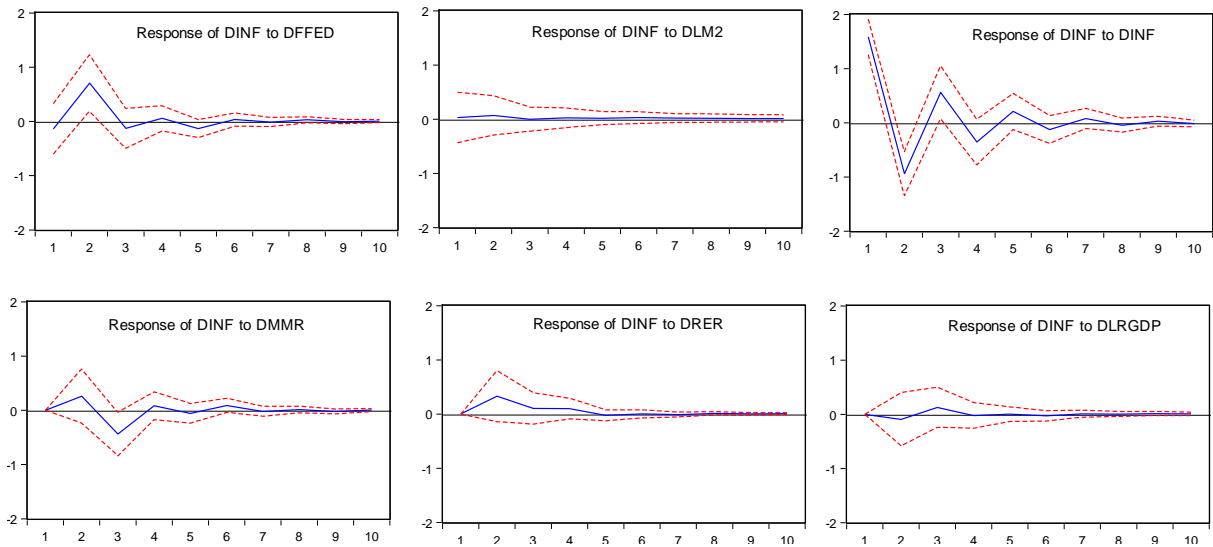 Response of DINF to DFFED
2
1
0
-1
-2
1 2 3 4 5 6 7 8 9 10
Response of DINF to DLM2
2
1
0
-1
-2
1 2 3 4 5 6 7 8 9 10
Response of DINF to DINF
2
1
0
-1
-2
1 2 3 4 5 6 7 8 9 10
Response of DINF to DMMR
2
1
0
-1
-2
1 2 3 4 5 6 7 8 9 10
Response of DINF to DRER
2
1
0
-1
-2
1 2 3 4 5 6 7 8 9 10
Response of DINF to DLRGDP
2
1
0
-1
-2
1 2 3 4 5 6 7 8 9 10